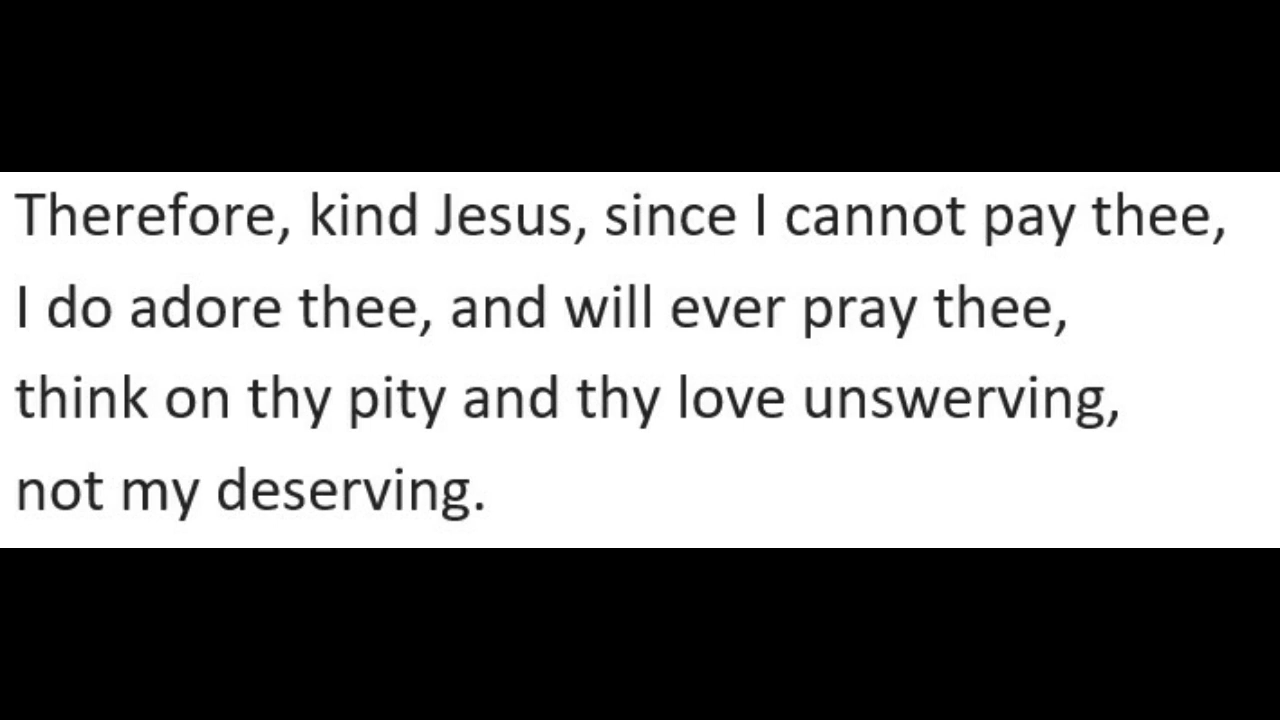 Therefore, kind Jesus, since I cannot pay thee,
I do adore thee, and will ever pray thee,
think on thy pity and thy love unswerving,
not my deserving.